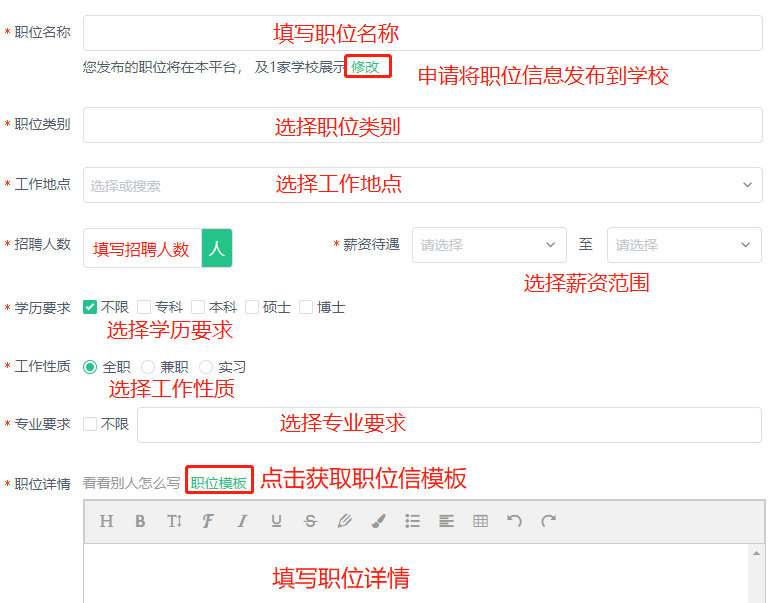 * 职位名称 填写职位名称
您发布的职位将在本平台， 及1家学校展示 修改 申请将职位信息发布到学校
* 职位类别 选择职位类别
* 工作地点 选择或搜索 选择工作地点
* 招聘人数 填写招聘人数 人 * 薪资待遇 请选择 至 请选择
选择薪资范围
* 学历要求 不限 专科 本科 硕士 博士
选择学历要求
* 工作性质 全职 兼职 实习
选择工作性质
* 专业要求 不限 选择专业要求
* 职位详情 看看别人怎么写 职位模板 点击获取职位信模板
H B T F I U S
填写职位详情